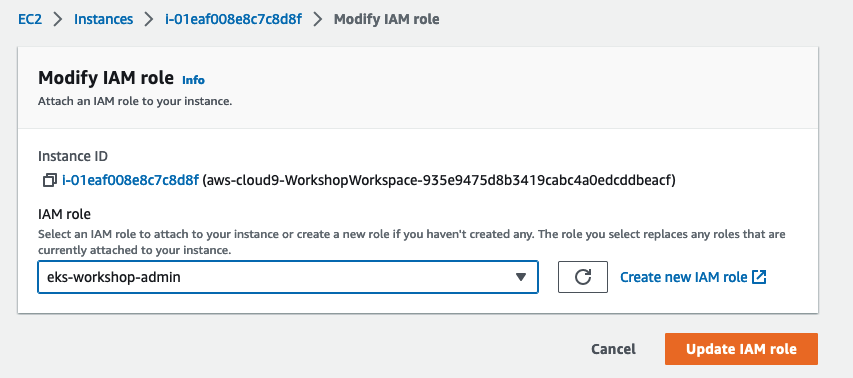 EC2 > Instances > i-01eaf008e8c7c8d8f > Modify IAM role
Modify IAM role Info
Attach an IAM role to your instance.
Instance ID
i-01eaf008e8c7c8d8f (aws-cloud9-WorkshopWorkspace-935e9475d8b3419cabc4a0edcddbeacf)
IAM role
Select an IAM role to attach to your instance or create a new role if you haven't created any. The role you select replaces any roles that are
currently attached to your instance.
eks-workshop-admin
Create new IAM role
Cancel
Update IAM role